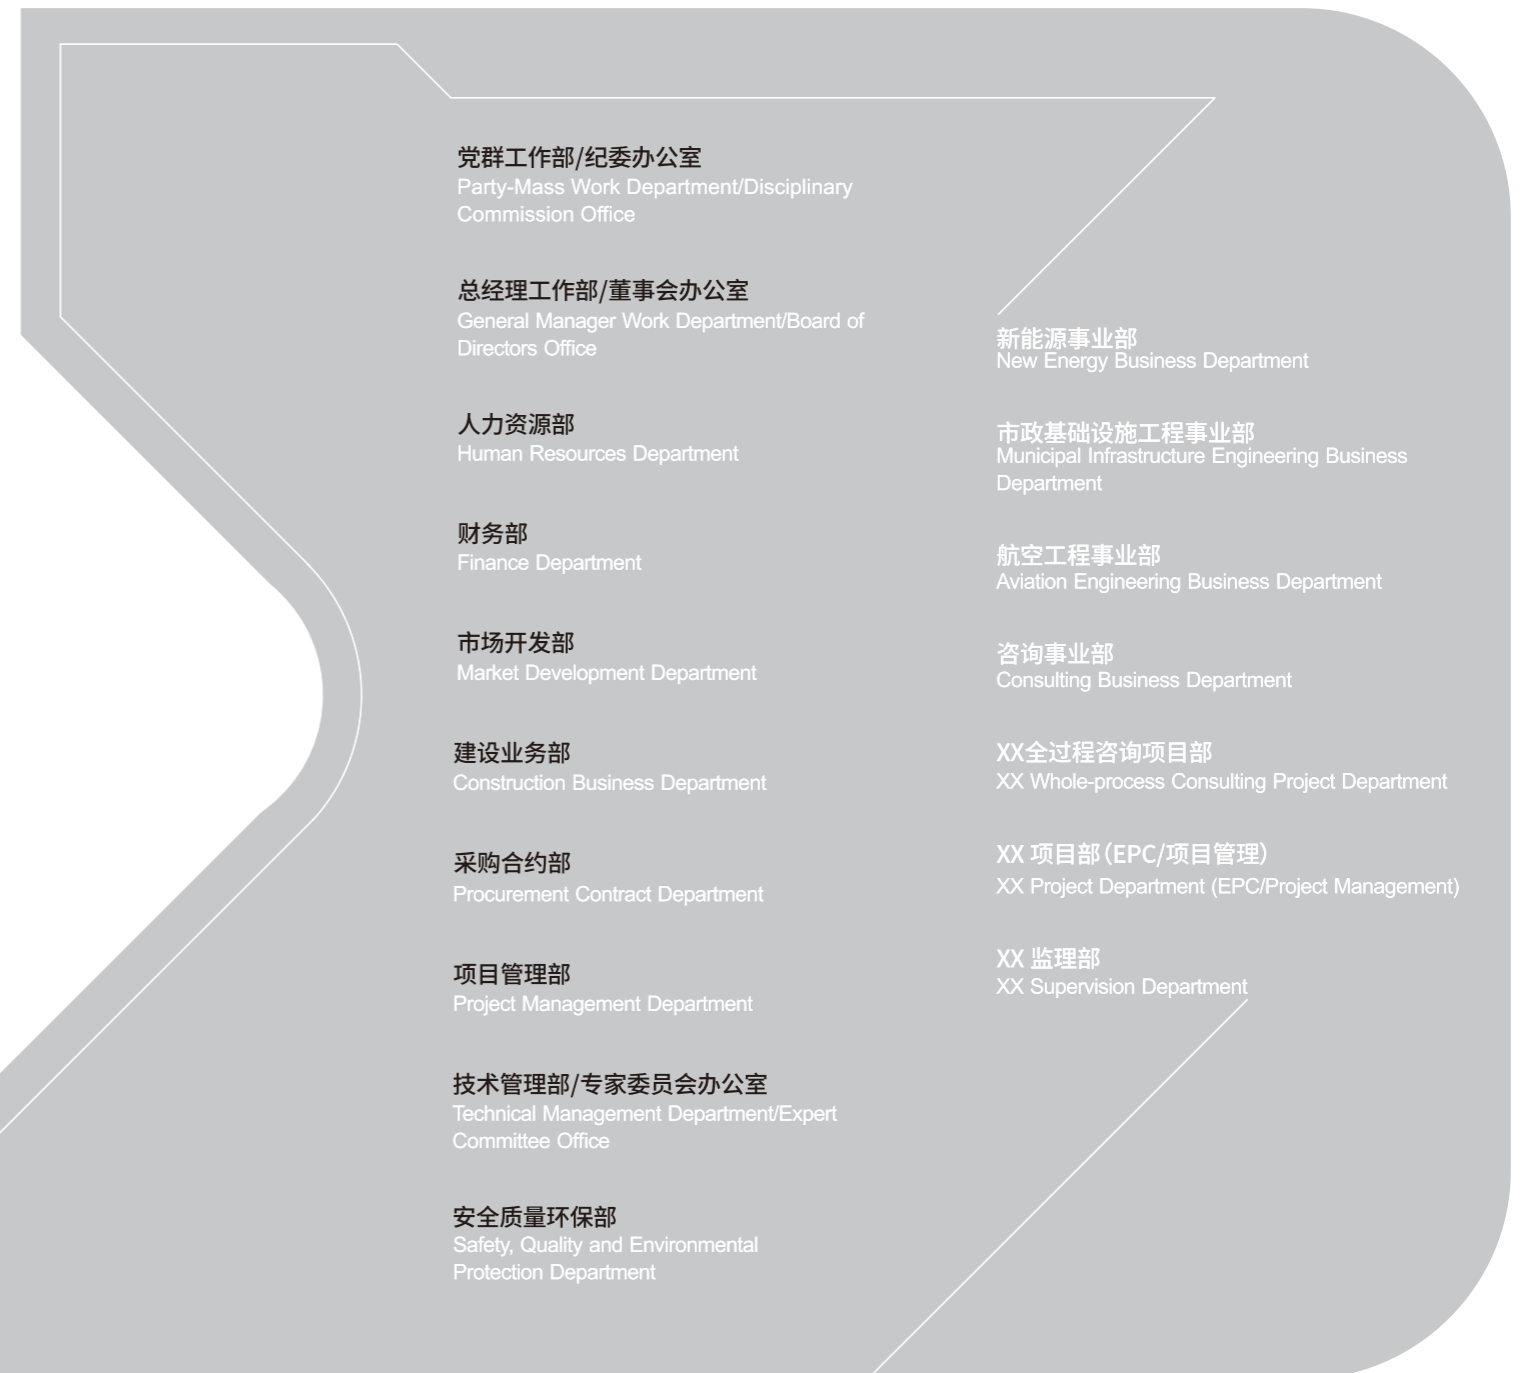 党群工作部/纪委办公室
Party-Mass Work Department/Disciplinary
Commission Office
总经理工作部/董事会办公室
General Manager Work Department/Board of
Directors Office
人力资源部
Human Resources Department
财务部
Finance Department
市场开发部
Market Development Department
建设业务部
Construction Business Department
采购合约部
Procurement Contract Department
项目管理部
Project Management Department
技术管理部/专家委员会办公室
Technical Management Department/Expert
Committee Office
安全质量环保部
Safety, Quality and Environmental
Protection Department
新能源事业部
New Energy Business Department
市政基础设施工程事业部
Municipal Infrastructure Engineering Business
Department
航空工程事业部
Aviation Engineering Business Department
咨询事业部
Consulting Business Department
XX全过程咨询项目部
XX Whole-process Consulting Project Department
XX 项目部（EPC/项目管理）
XX Project Department (EPC/Project Management)
XX 监理部
XX Supervision Department